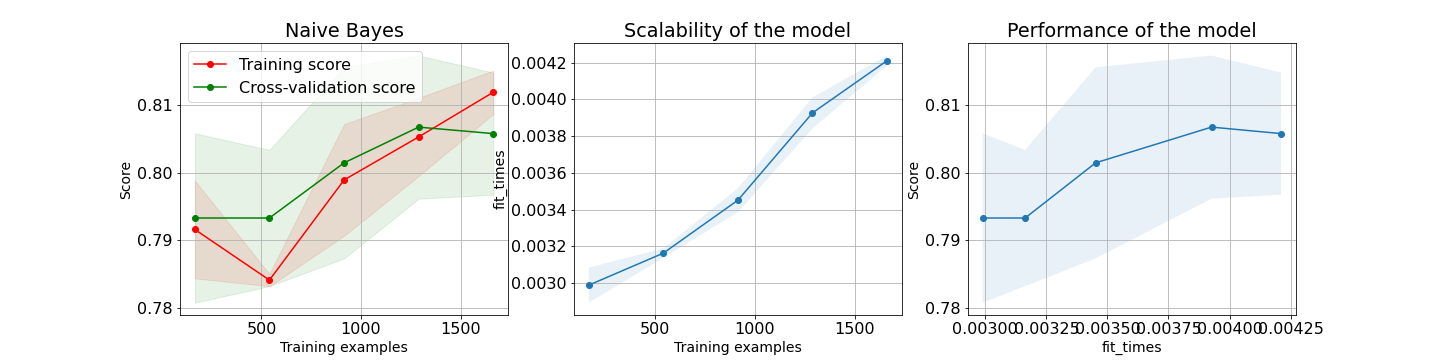 Naive Bayes
Training score
Cross-validation score
0.81
0.80
0.79
0.78
Score
500 1000 1500
Training examples
Scalability of the model
0.0042
0.0040
0.0038
0.0036
0.0034
0.0032
0.0030
fit_times
500 1000 1500
Training examples
Performance of the model
0.81
0.80
0.79
0.78
Score
0.00300 0.00325 0.00350 0.00375 0.00400 0.00425
fit_times